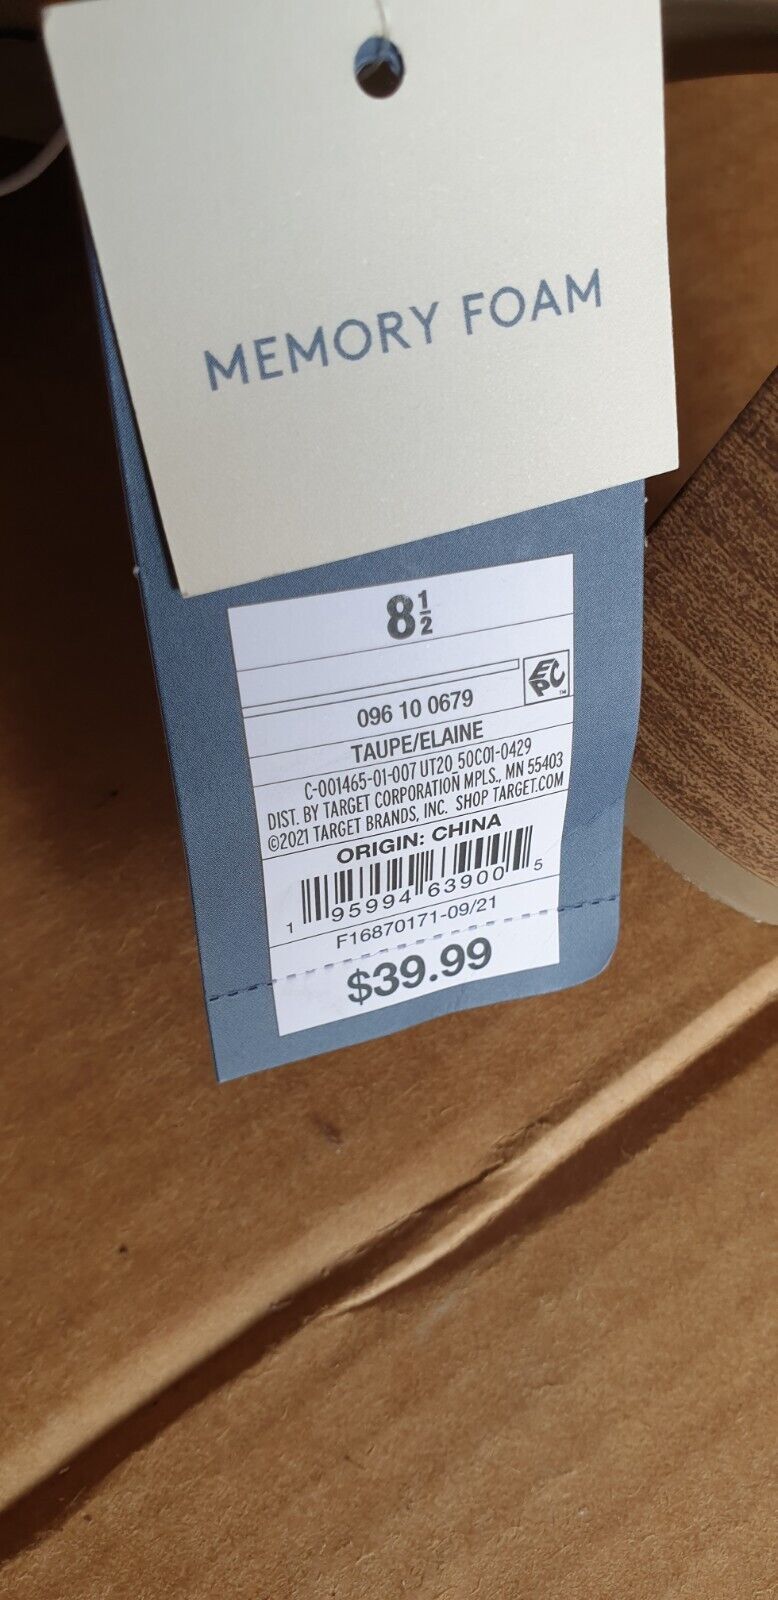 MEMORY FOAM
8½
EPC™
096 10 0679
TAUPE/ELAINE
C-001465-01-007 UT20 50C01-0429
DIST. BY TARGET CORPORATION MPLS., MN 55403
©2021 TARGET BRANDS, INC. SHOP TARGET.COM
ORIGIN: CHINA
1 95994 63900 5
F16870171-09/21
$39.99